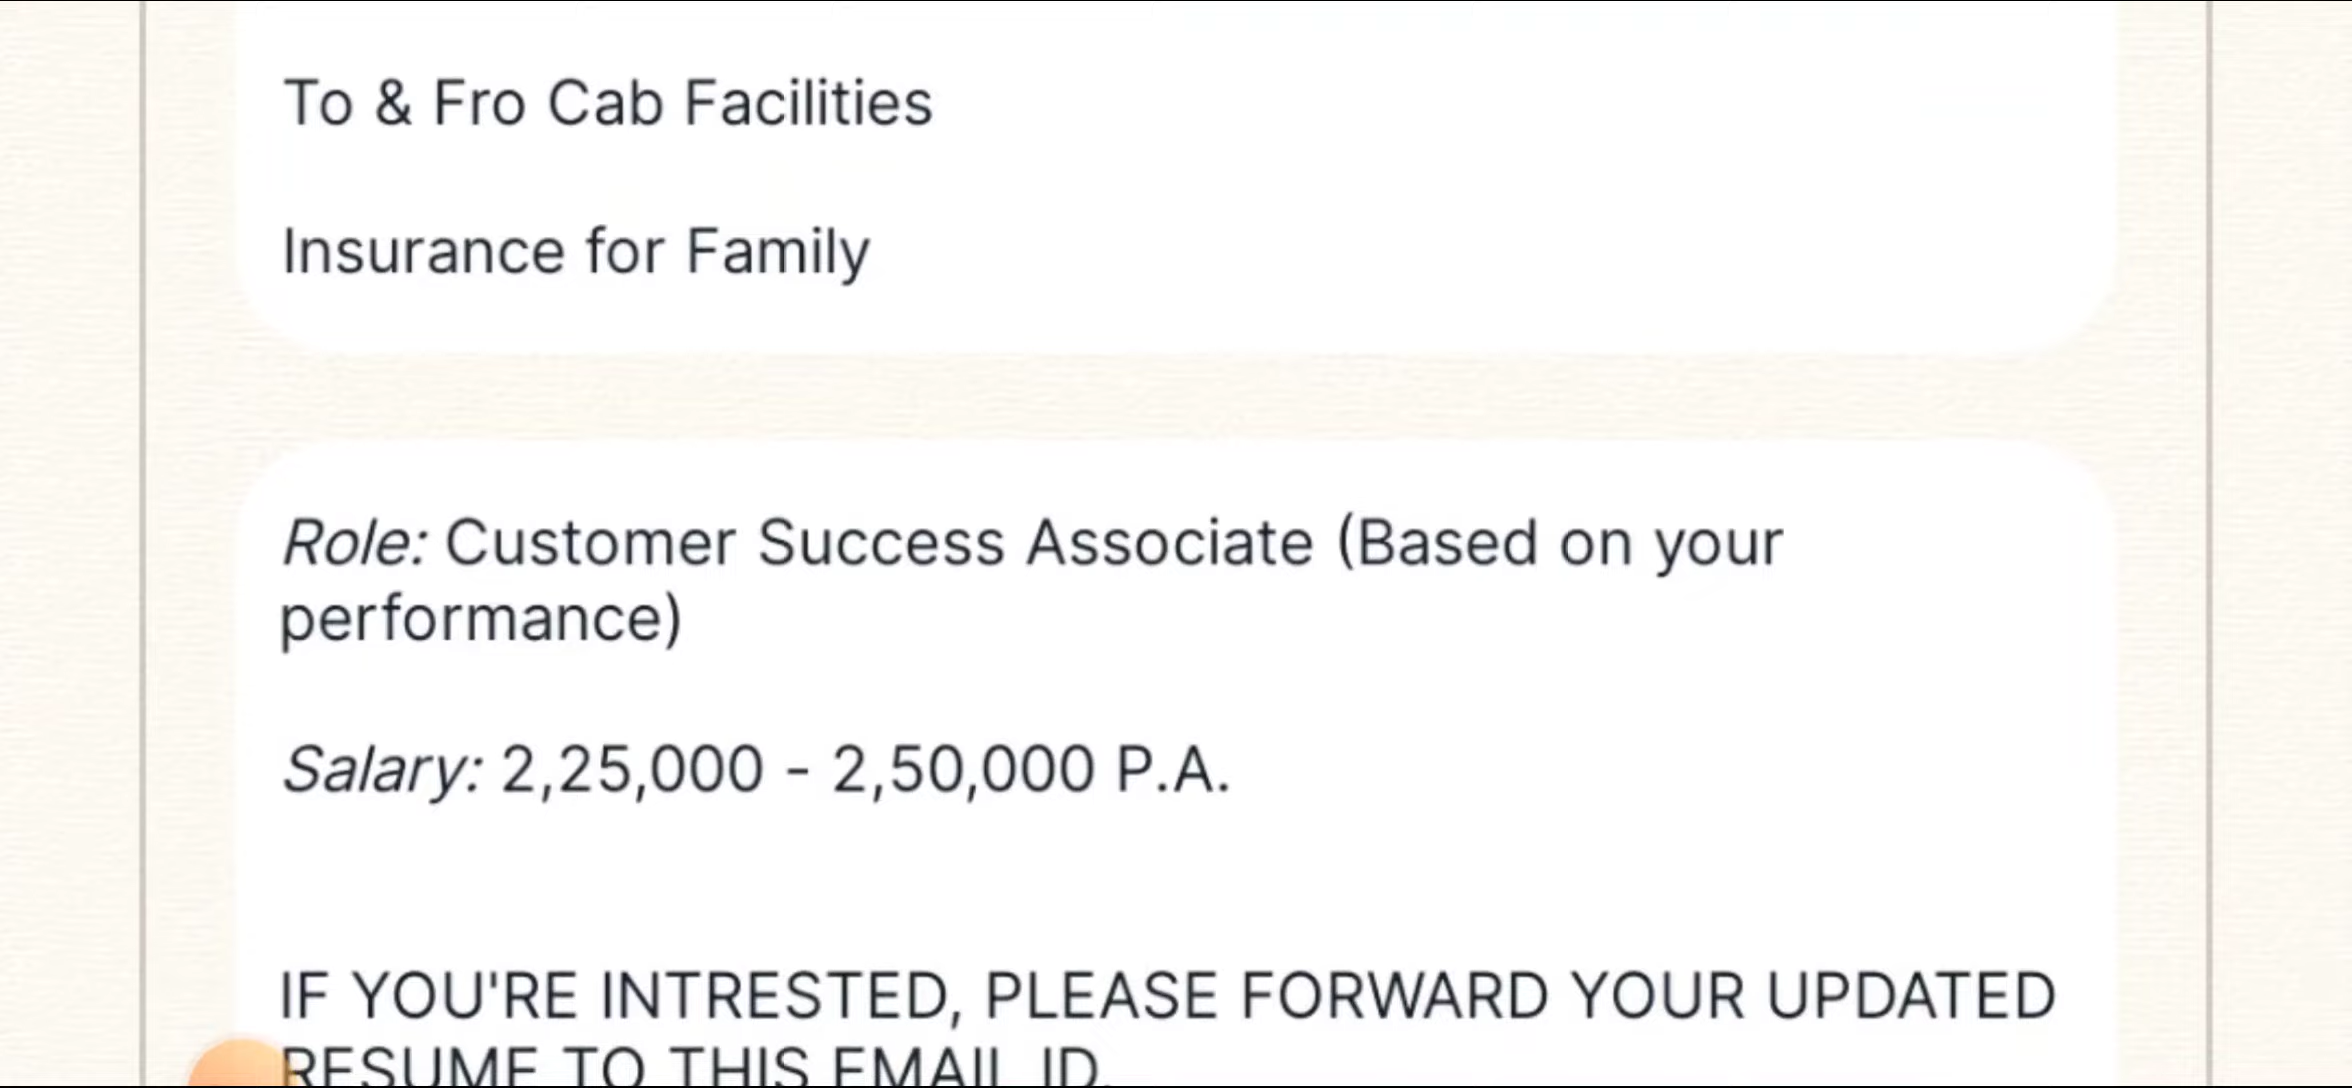 To & Fro Cab Facilities
Insurance for Family
Role: Customer Success Associate (Based on your
performance)
Salary: 2,25,000 - 2,50,000 P.A.
IF YOU'RE INTRESTED, PLEASE FORWARD YOUR UPDATED
RESUME TO THIS EMAIL ID.